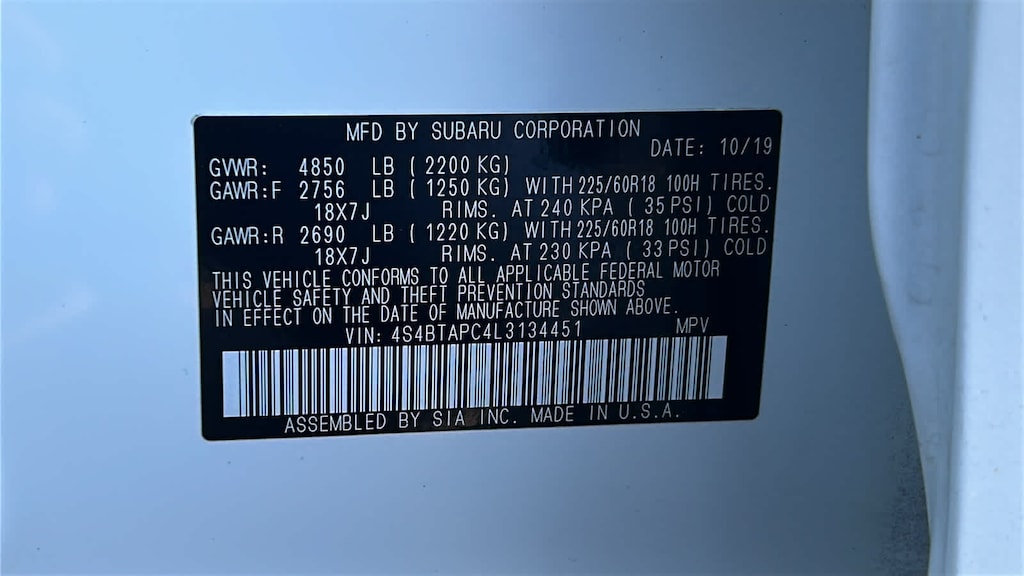 MFD BY SUBARU CORPORATION
DATE: 10/19
GVWR: 4850 LB ( 2200 KG)
GAWR:F 2756 LB ( 1250 KG) WITH 225/60R18 100H TIRES.
18X7J RIMS. AT 240 KPA ( 35 PSI) COLD
GAWR:R 2690 LB ( 1220 KG) WITH 225/60R18 100H TIRES.
18X7J RIMS. AT 230 KPA ( 33 PSI) COLD
THIS VEHICLE CONFORMS TO ALL APPLICABLE FEDERAL MOTOR
VEHICLE SAFETY AND THEFT PREVENTION STANDARDS
IN EFFECT ON THE DATE OF MANUFACTURE SHOWN ABOVE.
VIN: 4S4BTAPC4L3134451 MPV
ASSEMBLED BY SIA INC. MADE IN U.S.A.